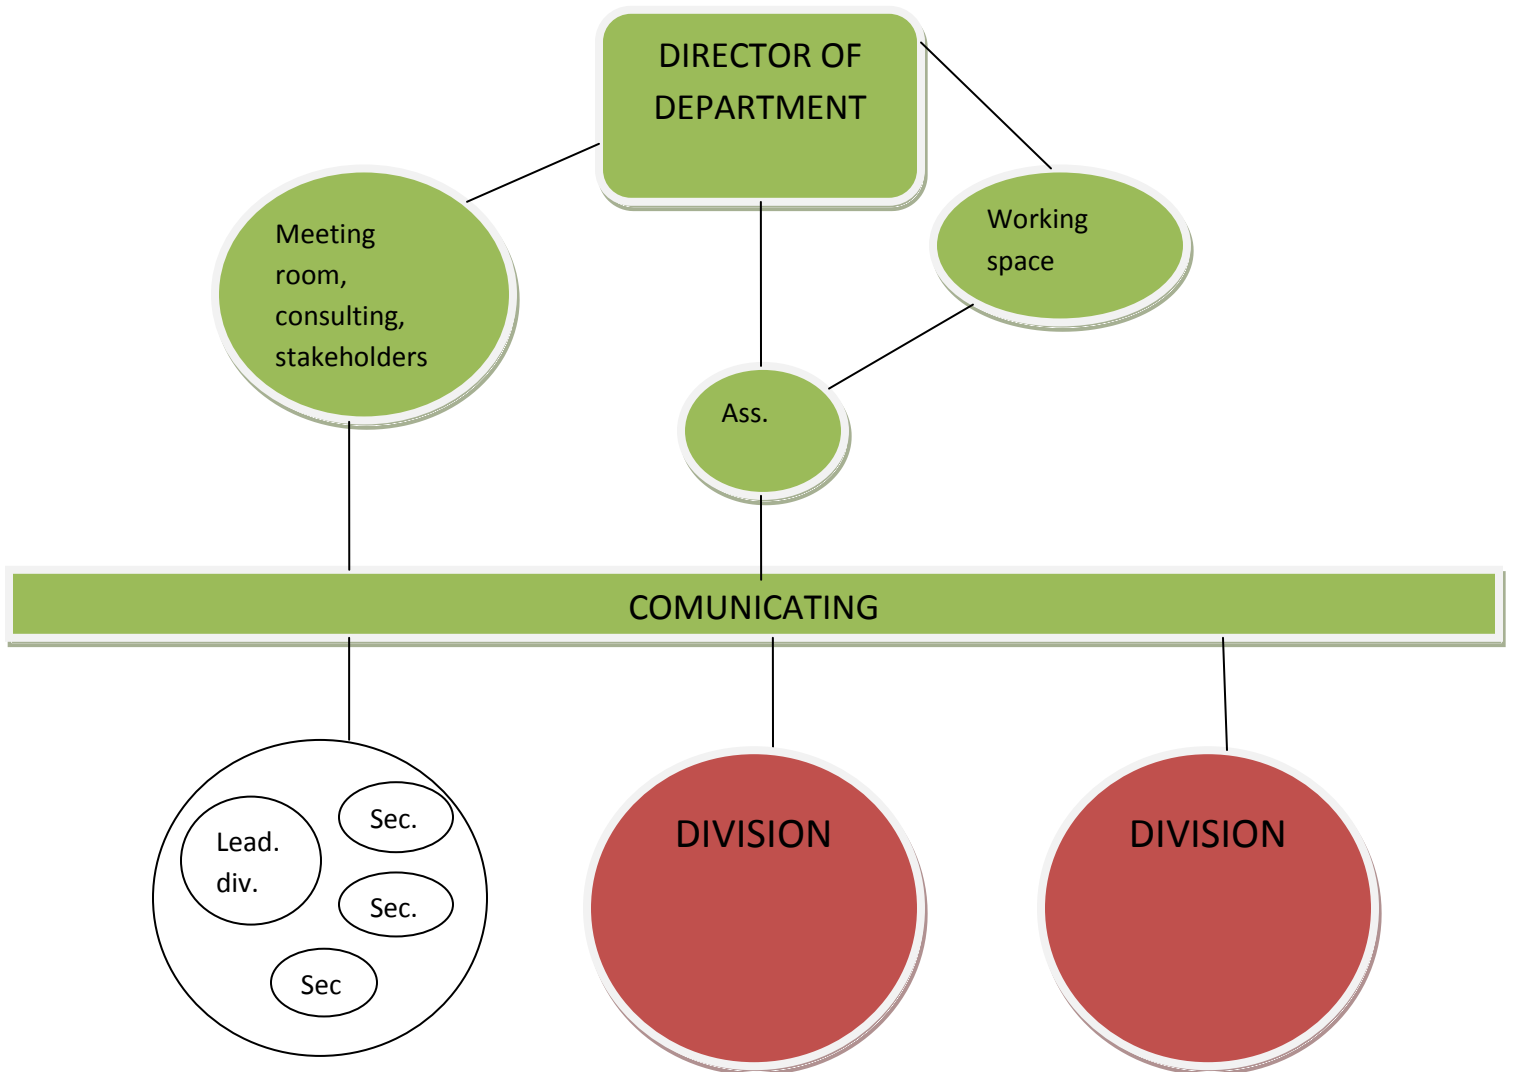 DIRECTOR OF
DEPARTMENT
Meeting
room,
consulting,
stakeholders
Working
space
Ass.
COMUNICATING
Lead.
div.
Sec.
Sec.
Sec
DIVISION
DIVISION